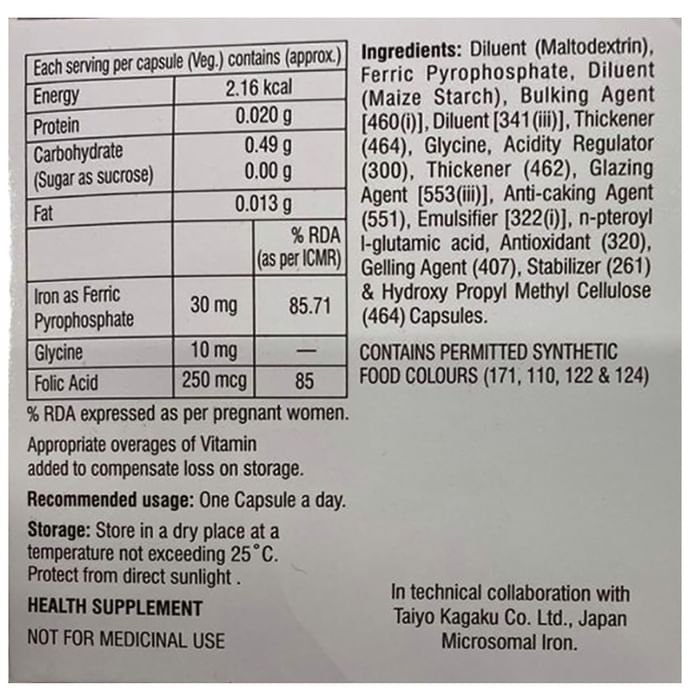 Each serving per capsule (Veg.) contains (approx.)
Energy 2.16 kcal
Protein 0.020 g
Carbohydrate 0.49 g
(Sugar as sucrose) 0.00 g
Fat 0.013 g
% RDA
(as per ICMR)
Iron as Ferric
Pyrophosphate 30 mg 85.71
Glycine 10 mg —
Folic Acid 250 mcg 85
% RDA expressed as per pregnant women.
Appropriate overages of Vitamin
added to compensate loss on storage.
Recommended usage: One Capsule a day.
Storage: Store in a dry place at a
temperature not exceeding 25°C.
Protect from direct sunlight .
HEALTH SUPPLEMENT
NOT FOR MEDICINAL USE
Ingredients: Diluent (Maltodextrin),
Ferric Pyrophosphate, Diluent
(Maize Starch), Bulking Agent
[460(i)], Diluent [341(iii)], Thickener
(464), Glycine, Acidity Regulator
(300), Thickener (462), Glazing
Agent [553(iii)], Anti-caking Agent
(551), Emulsifier [322(i)], n-pteroyl
l-glutamic acid, Antioxidant (320),
Gelling Agent (407), Stabilizer (261)
& Hydroxy Propyl Methyl Cellulose
(464) Capsules.
CONTAINS PERMITTED SYNTHETIC
FOOD COLOURS (171, 110, 122 & 124)
In technical collaboration with
Taiyo Kagaku Co. Ltd., Japan
Microsomal Iron.